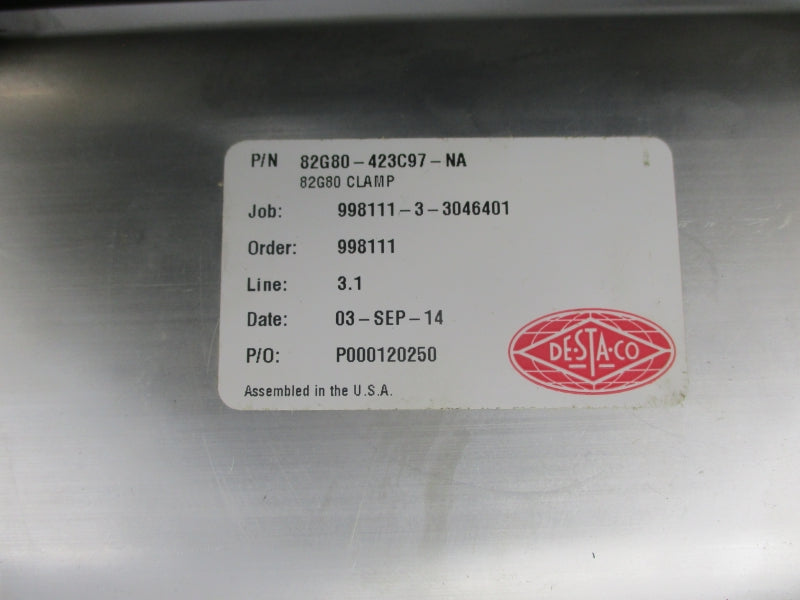 P/N 82G80-423C97-NA
82G80 CLAMP
Job: 998111-3-3046401
Order: 998111
Line: 3.1
Date: 03-SEP-14
P/O: P000120250
DE·STA·CO
Assembled in the U.S.A.